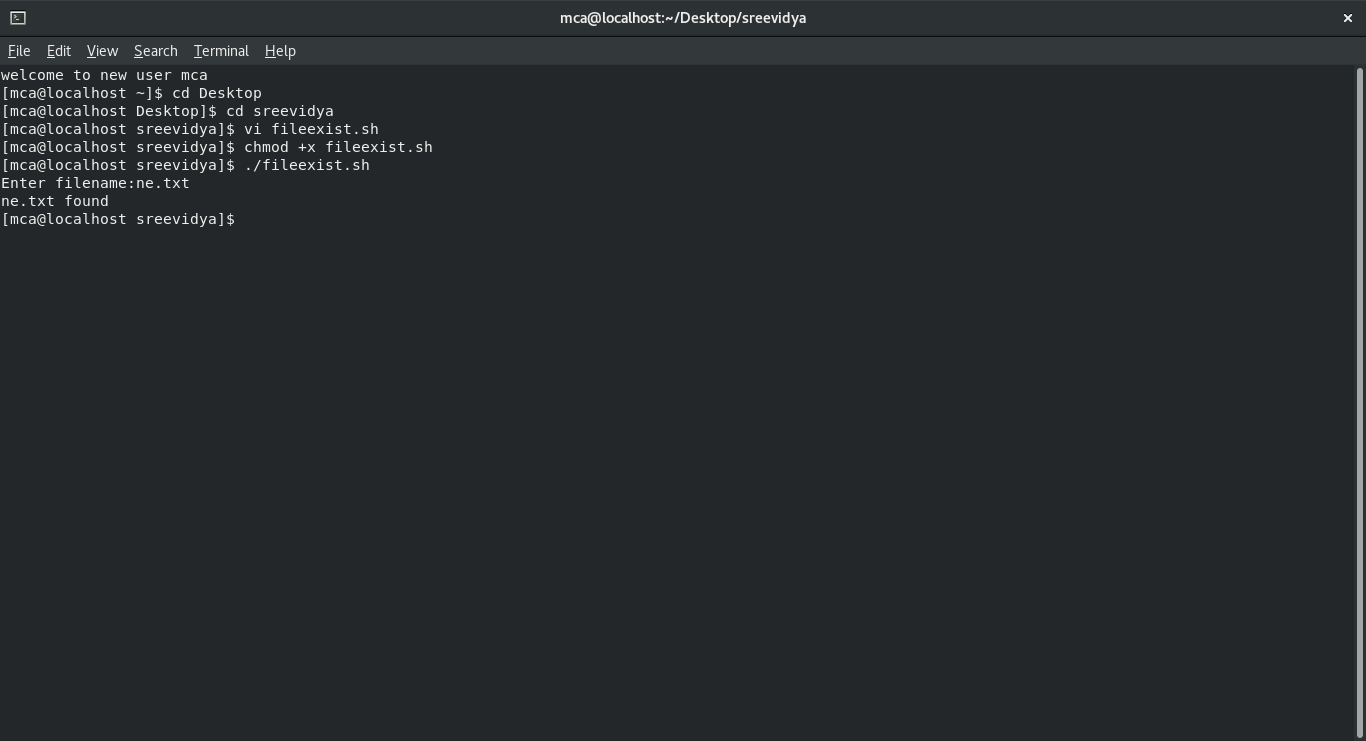 mca@localhost:~/Desktop/sreevidya
File Edit View Search Terminal Help
welcome to new user mca
[mca@localhost ~]$ cd Desktop
[mca@localhost Desktop]$ cd sreevidya
[mca@localhost sreevidya]$ vi fileexist.sh
[mca@localhost sreevidya]$ chmod +x fileexist.sh
[mca@localhost sreevidya]$ ./fileexist.sh
Enter filename:ne.txt
ne.txt found
[mca@localhost sreevidya]$